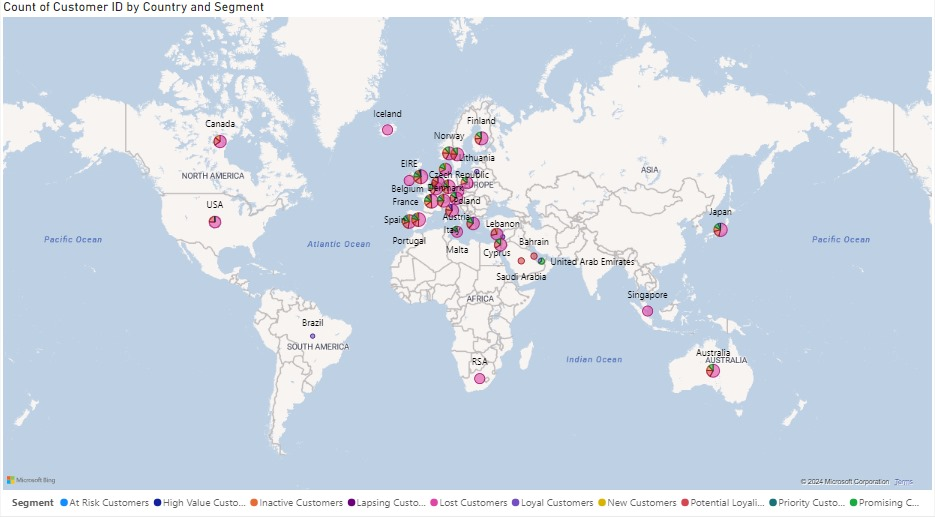 Count of Customer ID by Country and Segment
Iceland
Canada
Finland
Norway
Lithuania
EIRE
Czech Republic
ASIA
NORTH AMERICA
Belgium Denmark
France
Poland
USA
Spain
Austria
Lebanon
Japan
Pacific Ocean
Atlantic Ocean
Portugal
Malta
Cyprus
Bahrain
Pacific Ocean
United Arab Emirates
Saudi Arabia
Singapore
AFRICA
Brazil
SOUTH AMERICA
Indian Ocean
RSA
Australia
AUSTRALIA
Microsoft Bing
© 2024 Microsoft Corporation Terms
Segment At Risk Customers High Value Custo... Inactive Customers Lapsing Custo... Lost Customers Loyal Customers New Customers Potential Loyali... Priority Custo... Promising C...